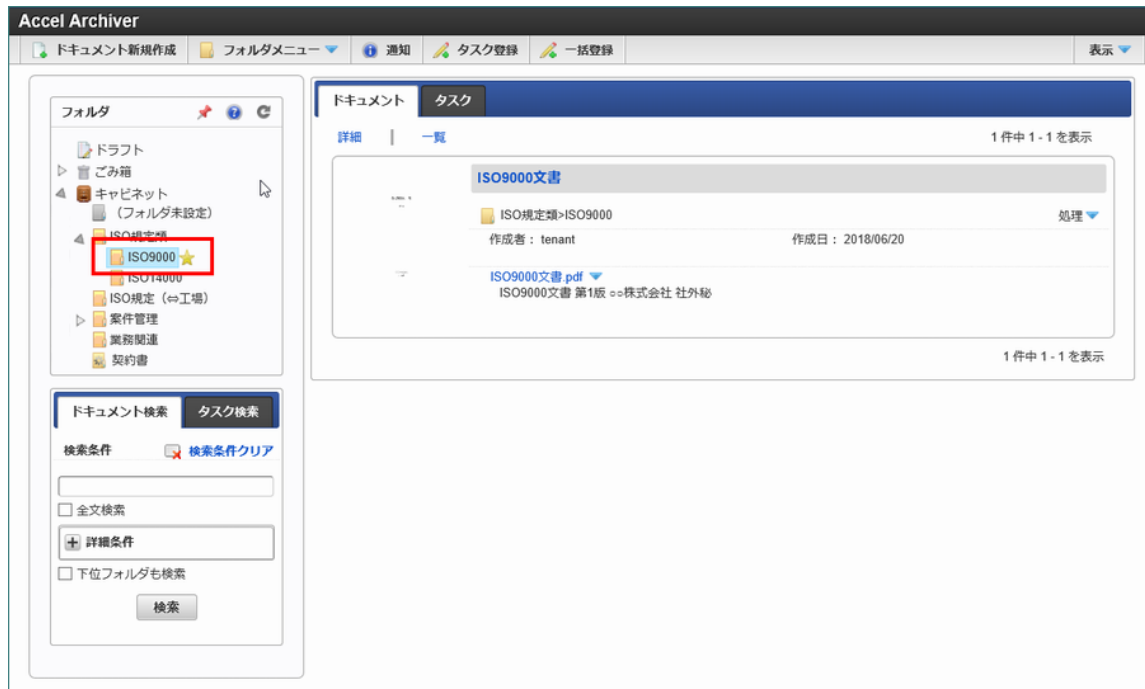 Accel Archiver
ドキュメント新規作成 フォルダメニュー 通知 タスク登録 一括登録 表示
フォルダ
ドラフト
ごみ箱
キャビネット
（フォルダ未設定）
ISO規定類
ISO9000
ISO14000
ISO規定（⇔工場）
案件管理
業務関連
契約書
ドキュメント検索 タスク検索
検索条件 検索条件クリア
全文検索
詳細条件
下位フォルダも検索
検索
ドキュメント タスク
詳細 | 一覧 1 件中 1 - 1 を表示
ISO9000文書
ISO規定類>ISO9000 処理
作成者 : tenant 作成日 : 2018/06/20
ISO9000文書.pdf
ISO9000文書 第1版 ○○株式会社 社外秘
1 件中 1 - 1 を表示